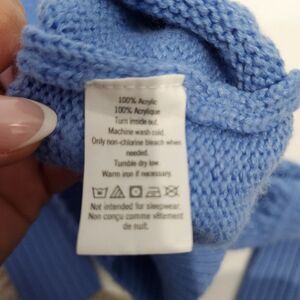 100% Acrylic
100% Acrylique
Turn inside out.
Machine wash cold.
Only non-chlorine bleach when
needed.
Tumble dry low.
Warm iron if necessary.
Not intended for sleepwear.
Non conçu comme vêtement
de nuit.